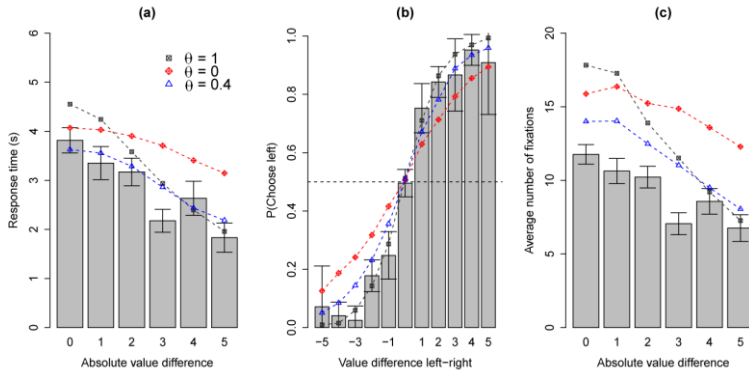 (a)
Response time (s)
6
5
4
3
2
1
0
θ = 1
θ = 0
θ = 0.4
0 1 2 3 4 5
Absolute value difference
(b)
P(Choose left)
1.0
0.8
0.6
0.4
0.2
0.0
−5 −3 −1 1 2 3 4 5
Value difference left−right
(c)
Average number of fixations
20
15
10
5
0
0 1 2 3 4 5
Absolute value difference